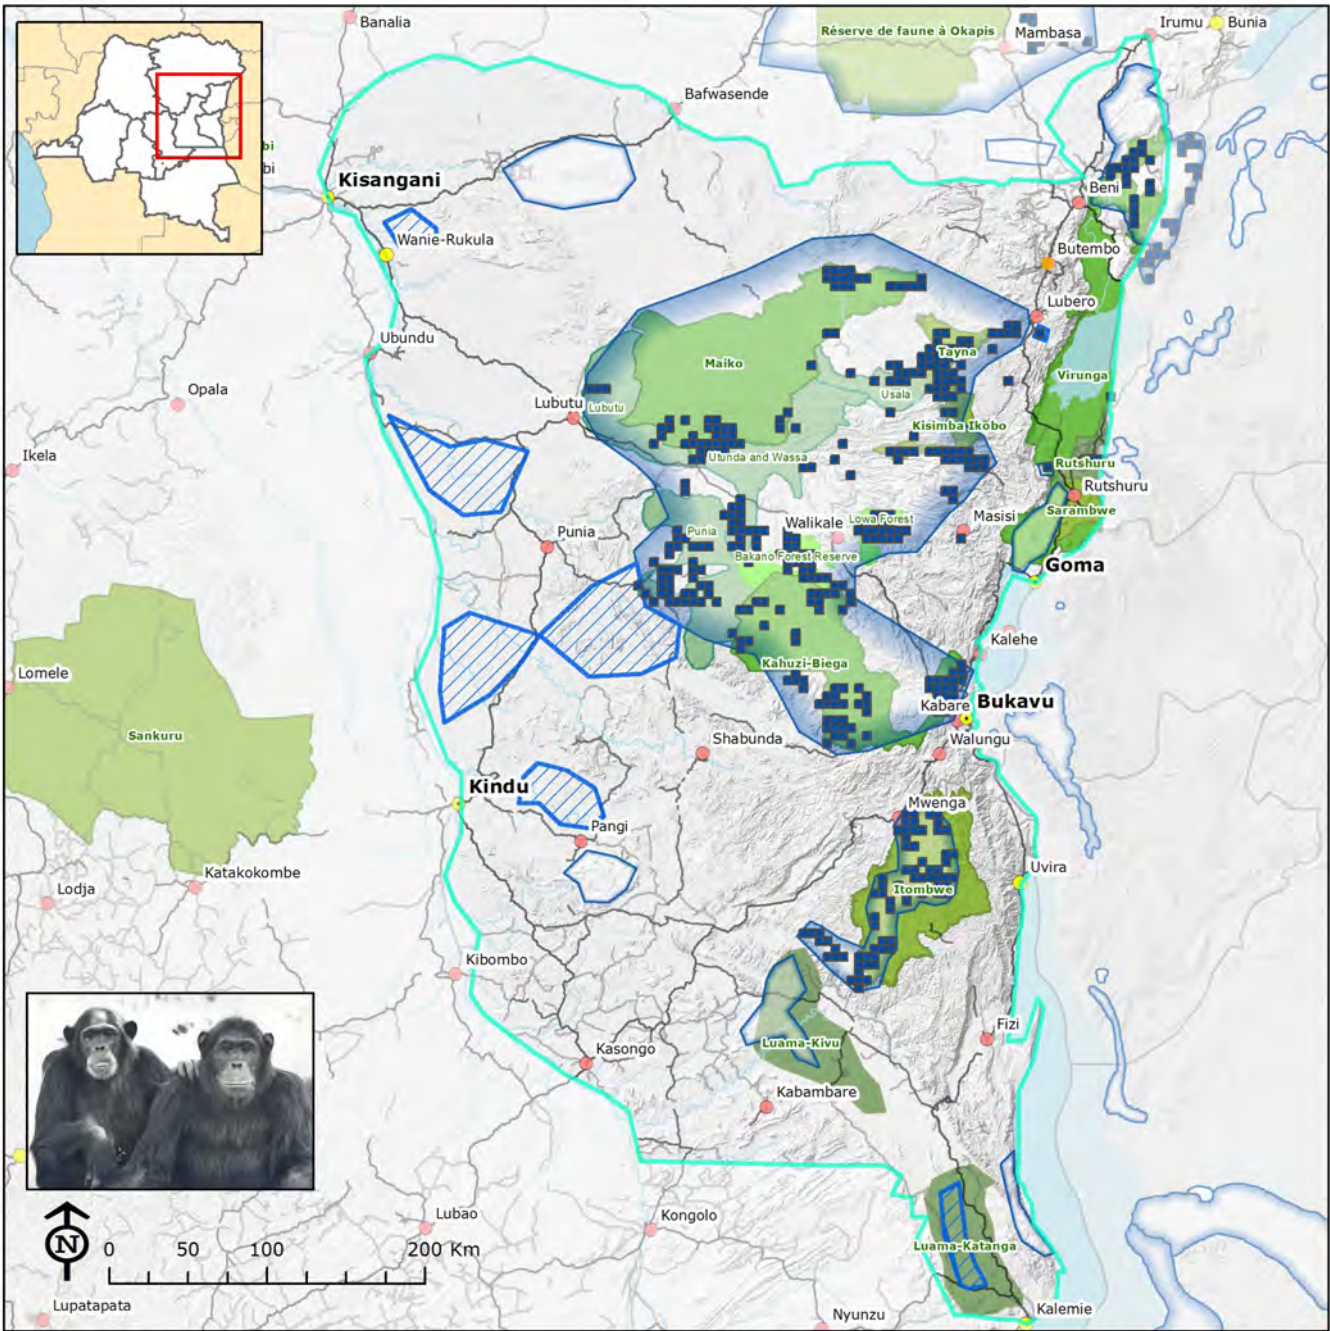 Banalia
Réserve de faune à Okapis
Mambasa
Irumu
Bunia
Bafwasende
bi
bi
Kisangani
Beni
Wanie-Rukula
Butembo
Lubero
Ubundu
Tayna
Maiko
Virunga
Opala
Usala
Lubutu
Lubutu
Kisimba Ikobo
Ikela
Utunda and Wassa
Rutshuru
Rutshuru
Sarambwe
Masisi
Lowa Forest
Walikale
Punia
Punia
Bakano Forest Reserve
Goma
Kalehe
Kahuzi-Biega
Lomele
Kabare
Bukavu
Sankuru
Shabunda
Walungu
Kindu
Mwenga
Pangi
Uvira
Katakokombe
Itombwe
Lodja
Kibombo
Fizi
Luama-Kivu
Kasongo
Kabambare
N
0 50 100 200 Km
Lubao
Kongolo
Luama-Katanga
Lupatapata
Nyunzu
Kalemie